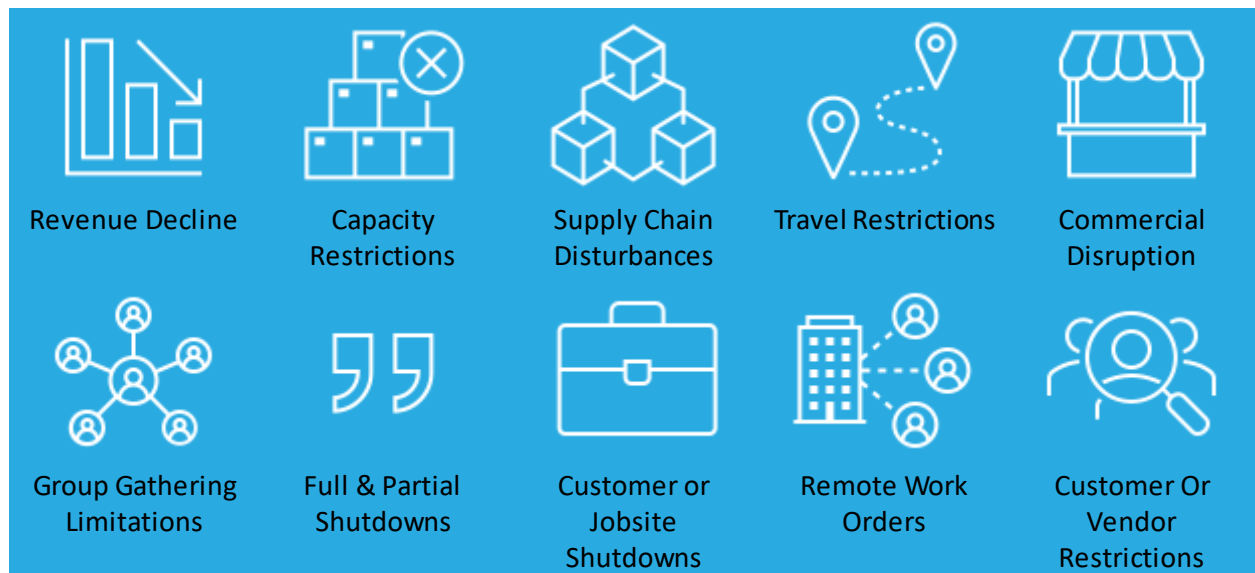 Revenue Decline
Capacity
Restrictions
Supply Chain
Disturbances
Travel Restrictions
Commercial
Disruption
Group Gathering
Limitations
Full & Partial
Shutdowns
Customer or
Jobsite
Shutdowns
Remote Work
Orders
Customer Or
Vendor
Restrictions